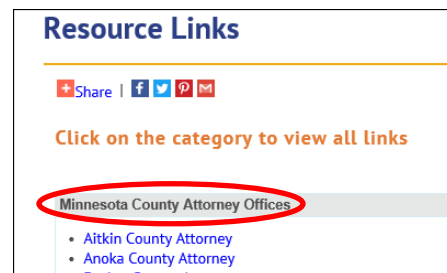 Resource Links
Share |
Click on the category to view all links
Minnesota County Attorney Offices
Aitkin County Attorney
Anoka County Attorney